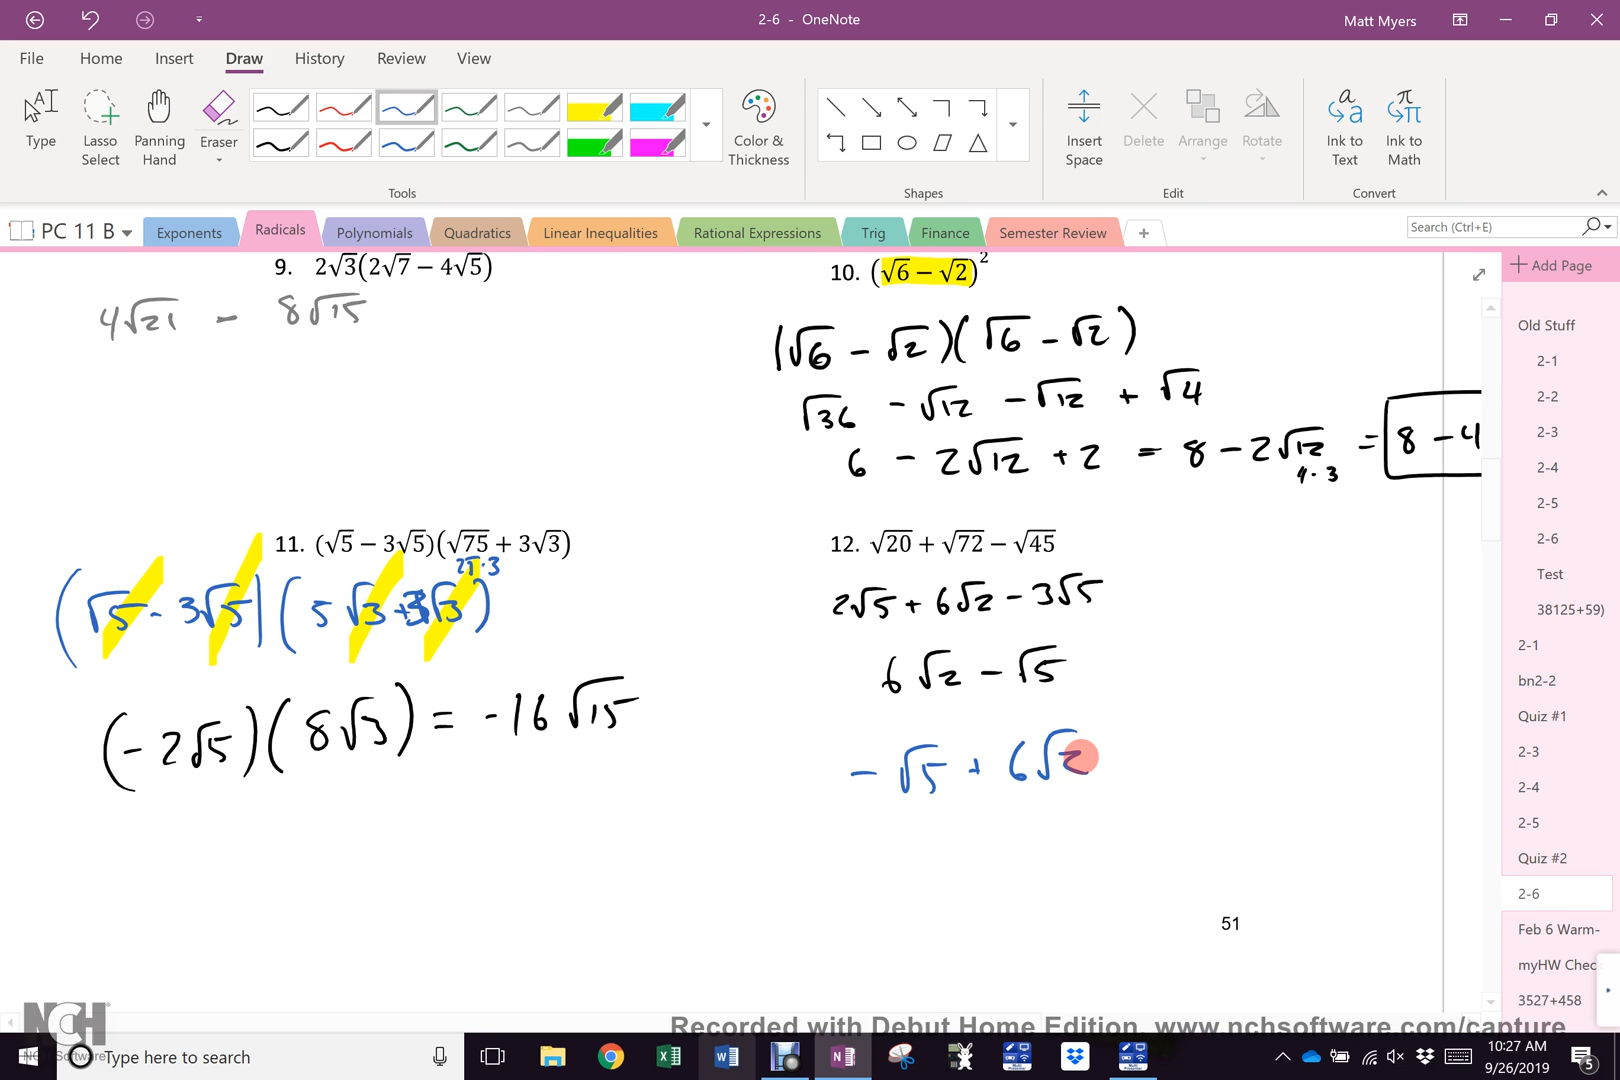 2-6 - OneNote
Matt Myers
File Home Insert Draw History Review View
Type
Lasso Select
Panning Hand
Eraser
Color & Thickness
Insert Space
Delete
Arrange
Rotate
Ink to Text
Ink to Math
Tools
Shapes
Edit
Convert
PC 11 B
Exponents Radicals Polynomials Quadratics Linear Inequalities Rational Expressions Trig Finance Semester Review +
Search (Ctrl+E)
Add Page
Old Stuff
2-1
2-2
2-3
2-4
2-5
2-6
Test
38125+59)
2-1
bn2-2
Quiz #1
2-3
2-4
2-5
Quiz #2
2-6
Feb 6 Warm-
myHW Chec
3527+458
9. 2√3(2√7 − 4√5)
4√21 - 8√15
10. (√6 − √2)²
(√6 - √2)(√6 - √2)
√36 - √12 - √12 + √4
6 - 2√12 + 2 = 8 - 2√12 = 8 - 4
4·3
11. (√5 − 3√5)(√75 + 3√3)
(√5 - 3√5)(5√3 + 3√3)
(-2√5)(8√3) = -16√15
12. √20 + √72 − √45
2√5 + 6√2 - 3√5
6√2 - √5
-√5 + 6√2
51
NCH
NCH Software
Recorded with Debut Home Edition. www.nchsoftware.com/capture
Type here to search
10:27 AM
9/26/2019
5